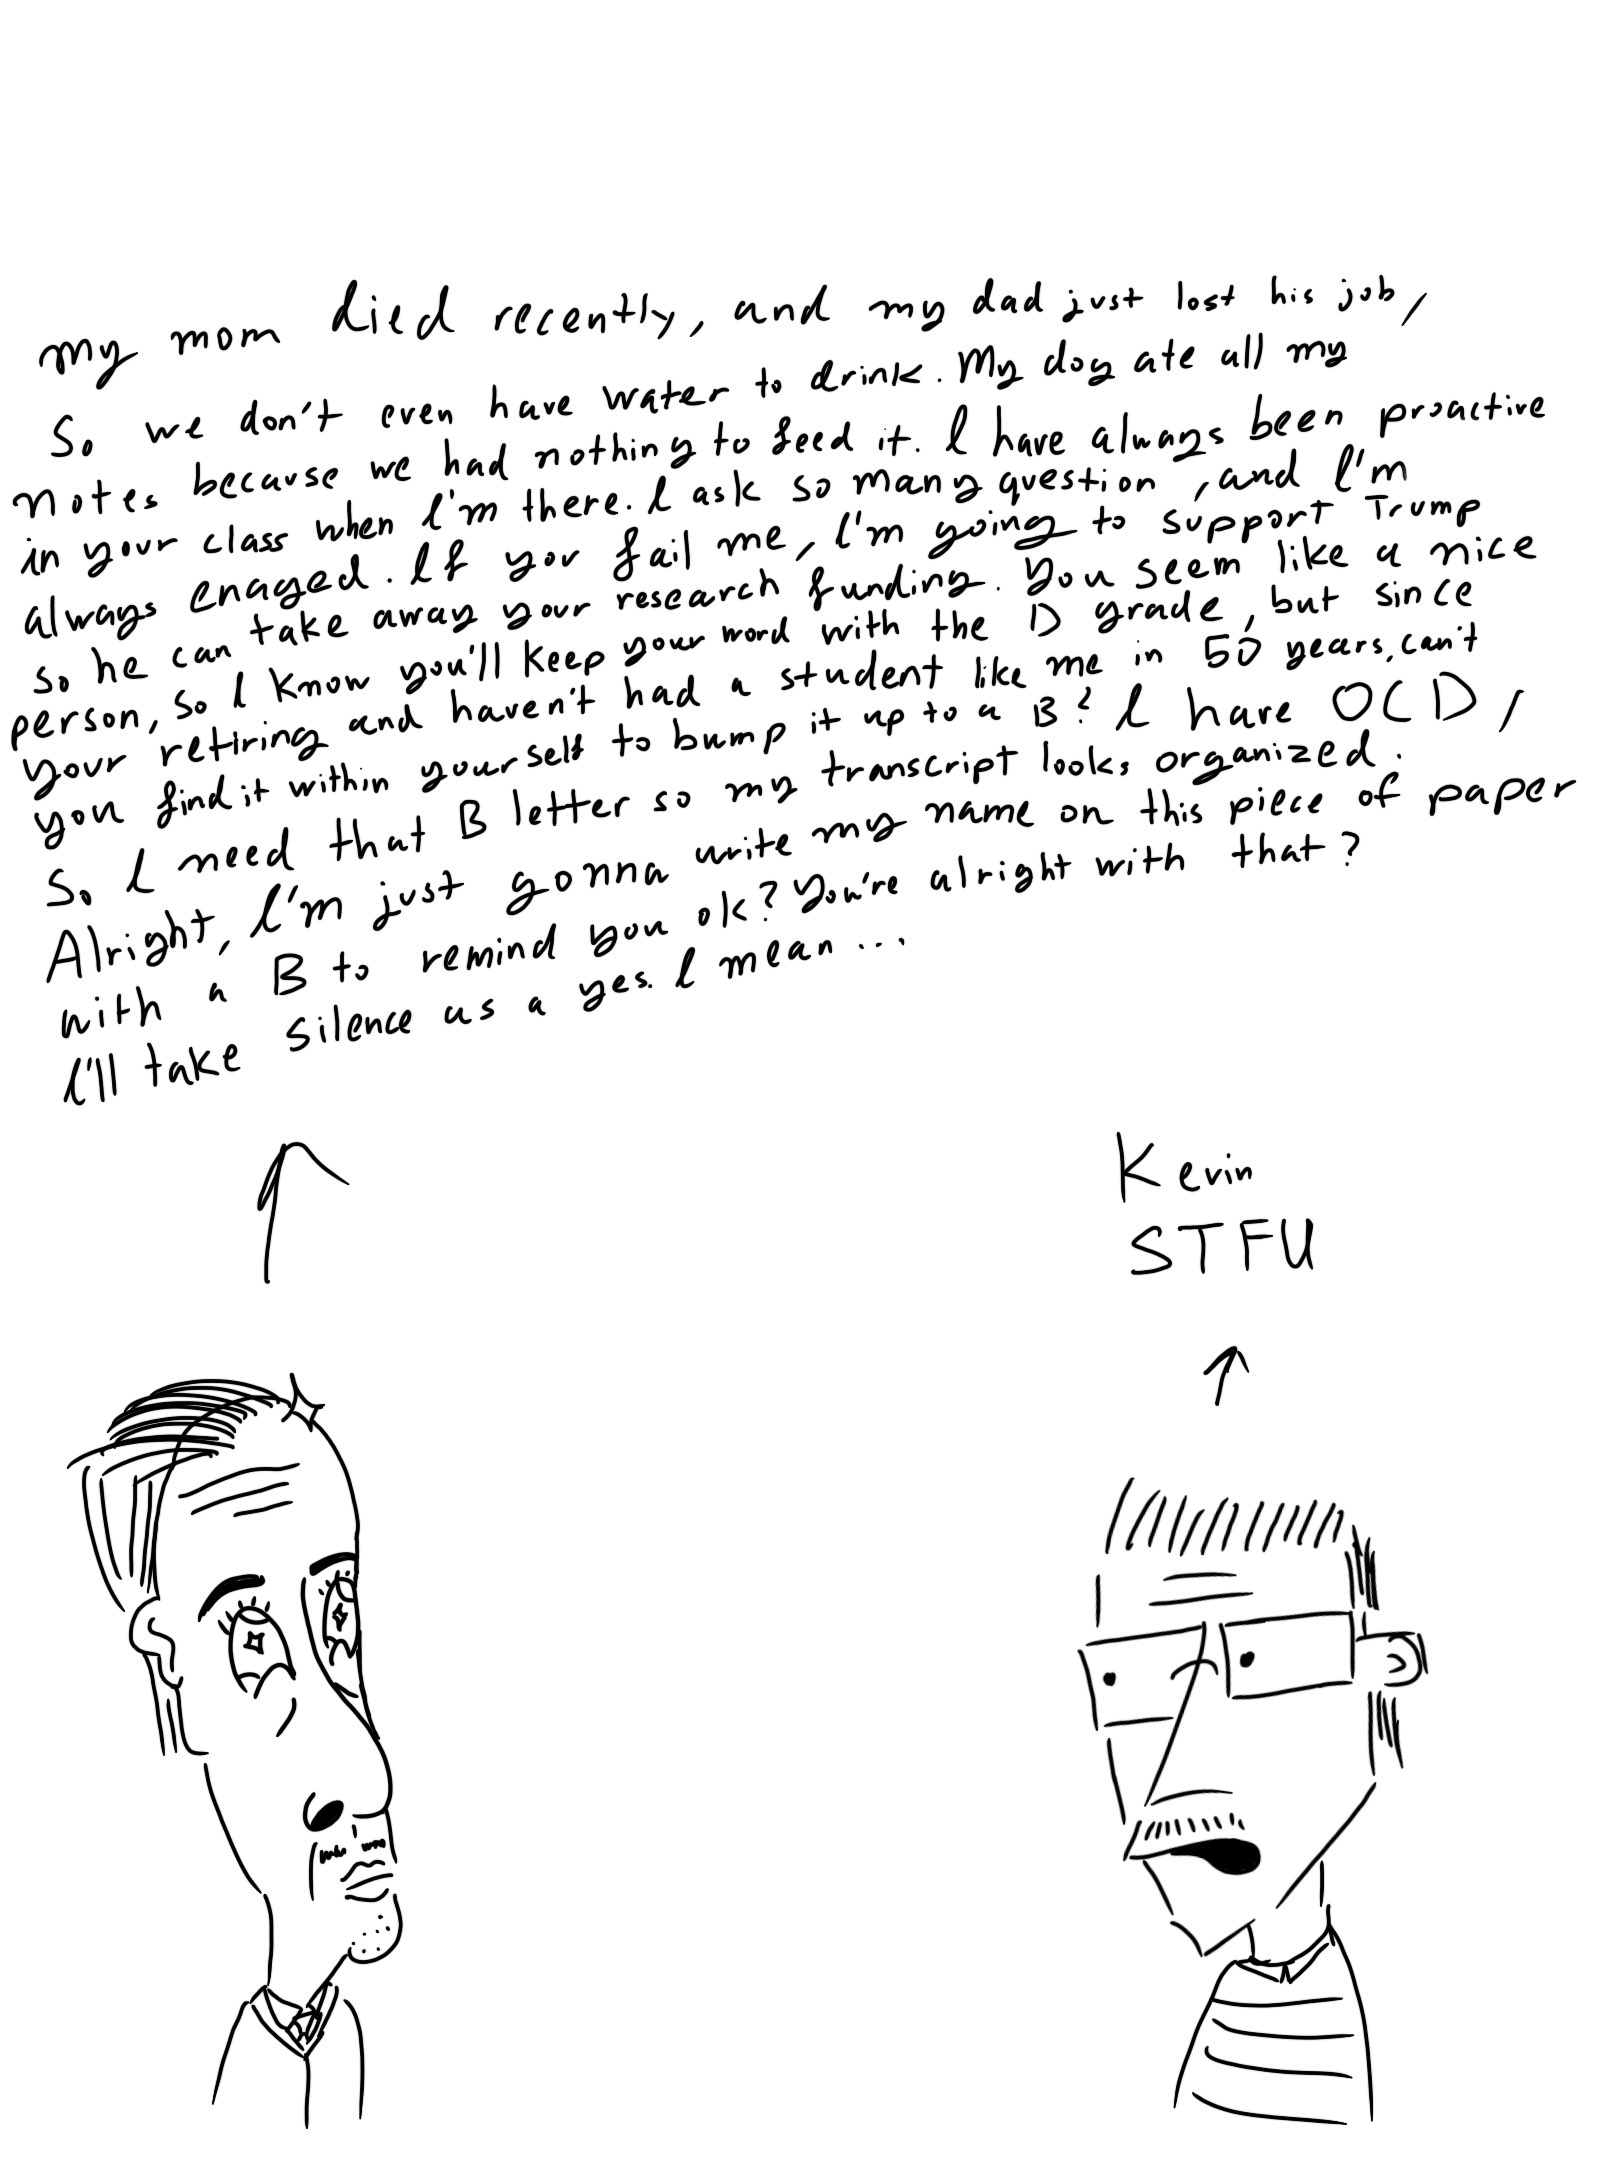 my mom died recently, and my dad just lost his job,
So we don't even have water to drink. My dog ate all my
notes because we had nothing to feed it. I have always been proactive
in your class when I'm there. I ask so many question, and I'm
always enaged. If you fail me, I'm going to support Trump
so he can take away your research funding. You seem like a nice
person, so I know you'll keep your word with the D grade, but since
your retiring and haven't had a student like me in 50 years, can't
you find it within yourself to bump it up to a B? I have OCD,
So I need that B letter so my transcript looks organized.
Alright, I'm just gonna write my name on this piece of paper
with a B to remind you ok? You're alright with that?
I'll take silence as a yes. I mean...
Kevin
STFU